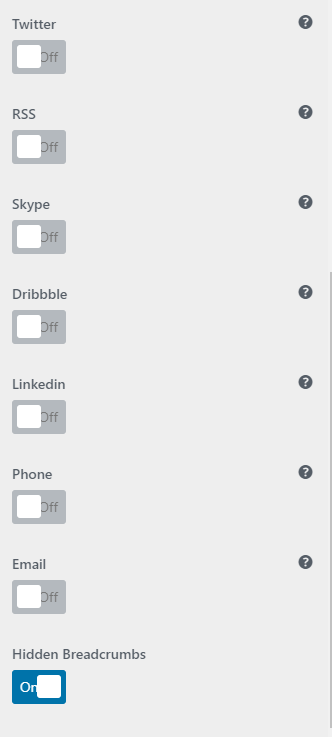 Twitter
Off
RSS
Off
Skype
Off
Dribbble
Off
Linkedin
Off
Phone
Off
Email
Off
Hidden Breadcrumbs
On